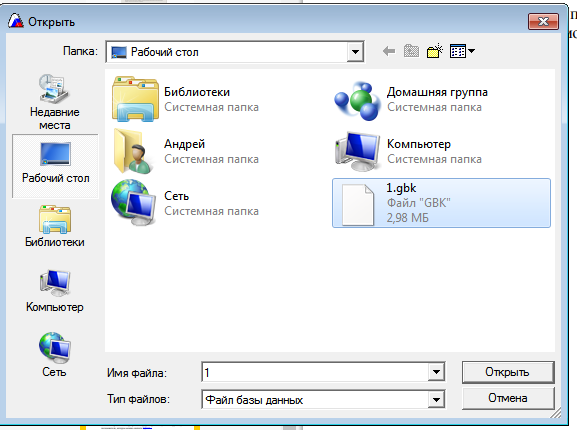 Открыть
Папка:
Рабочий стол
Недавние
места
Рабочий стол
Библиотеки
Компьютер
Сеть
Библиотеки
Системная папка
Домашняя группа
Системная папка
Андрей
Системная папка
Компьютер
Системная папка
Сеть
Системная папка
1.gbk
Файл "GBK"
2,98 МБ
Имя файла:
1
Открыть
Тип файлов:
Файл базы данных
Отмена